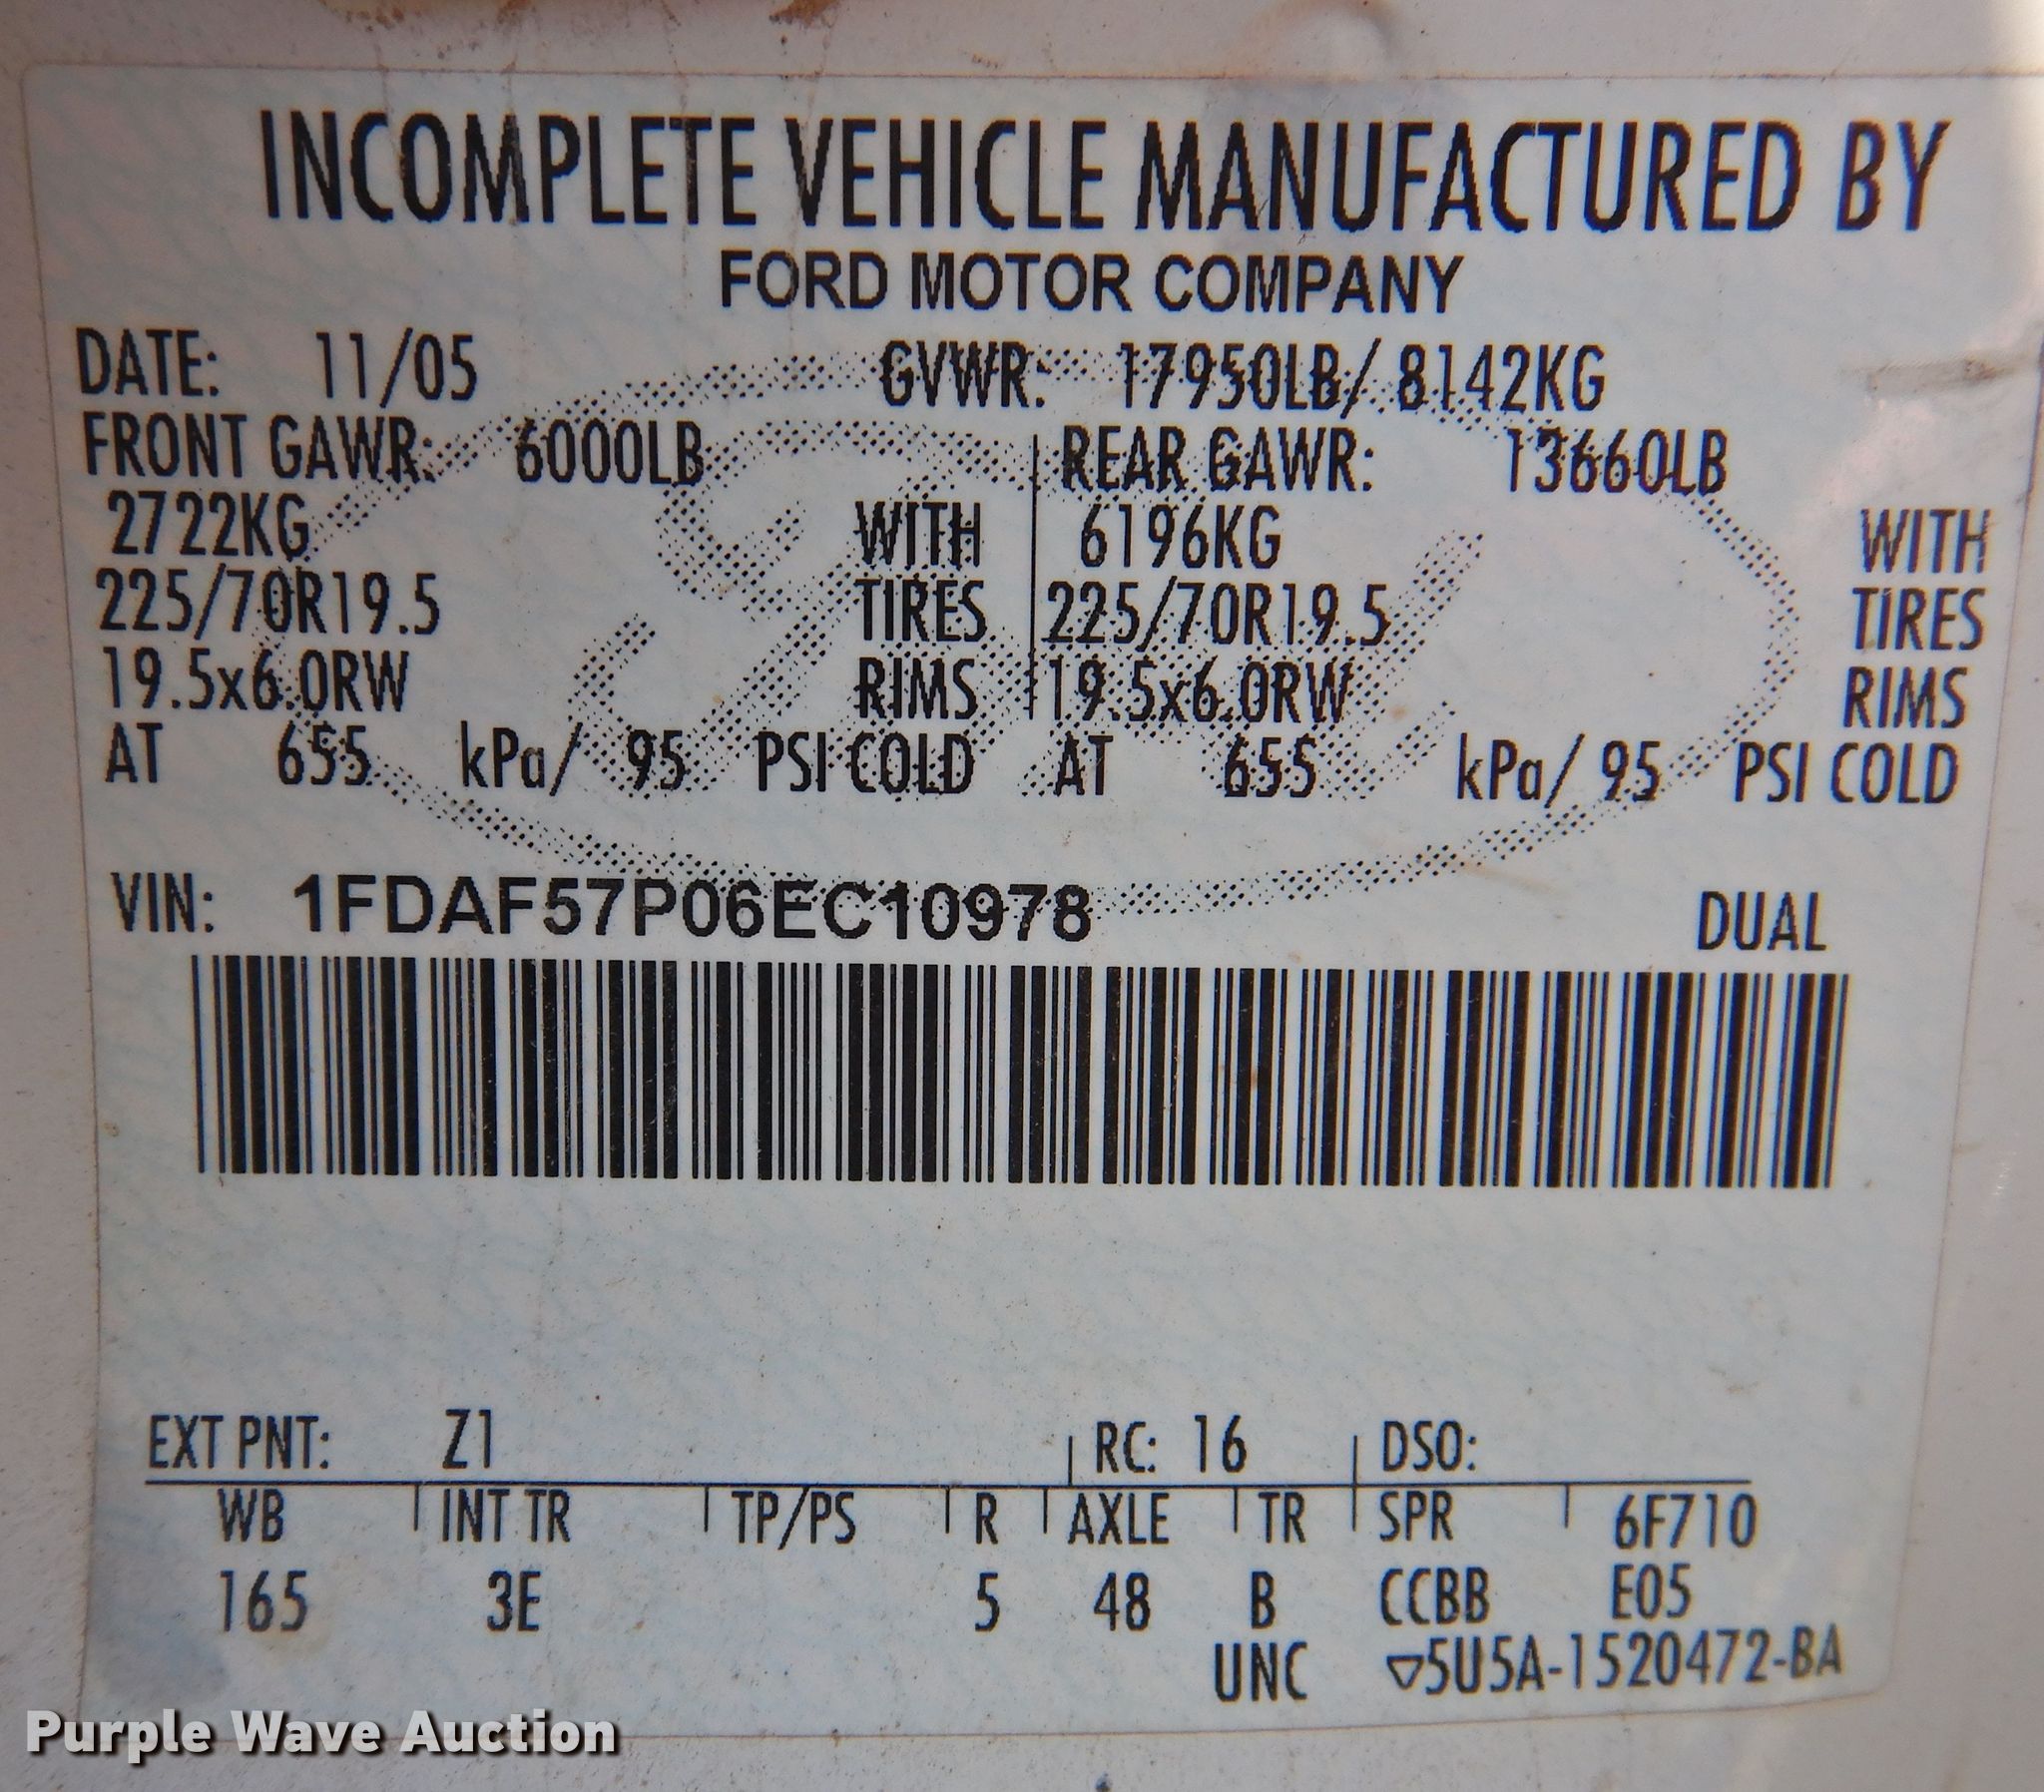 INCOMPLETE VEHICLE MANUFACTURED BY
FORD MOTOR COMPANY
DATE: 11/05 GVWR: 17950LB/ 8142KG
FRONT GAWR: 6000LB REAR GAWR: 13660LB
2722KG WITH 6196KG WITH
225/70R19.5 TIRES 225/70R19.5 TIRES
19.5x6.0RW RIMS 19.5x6.0RW RIMS
AT 655 kPa/ 95 PSI COLD AT 655 kPa/ 95 PSI COLD
VIN: 1FDAF57P06EC10978 DUAL
EXT PNT: Z1 RC: 16 DSO:
WB INT TR TP/PS R AXLE TR SPR 6F710
165 3E 5 48 B CCBB E05
UNC ▽5U5A-1520472-BA
Purple Wave Auction